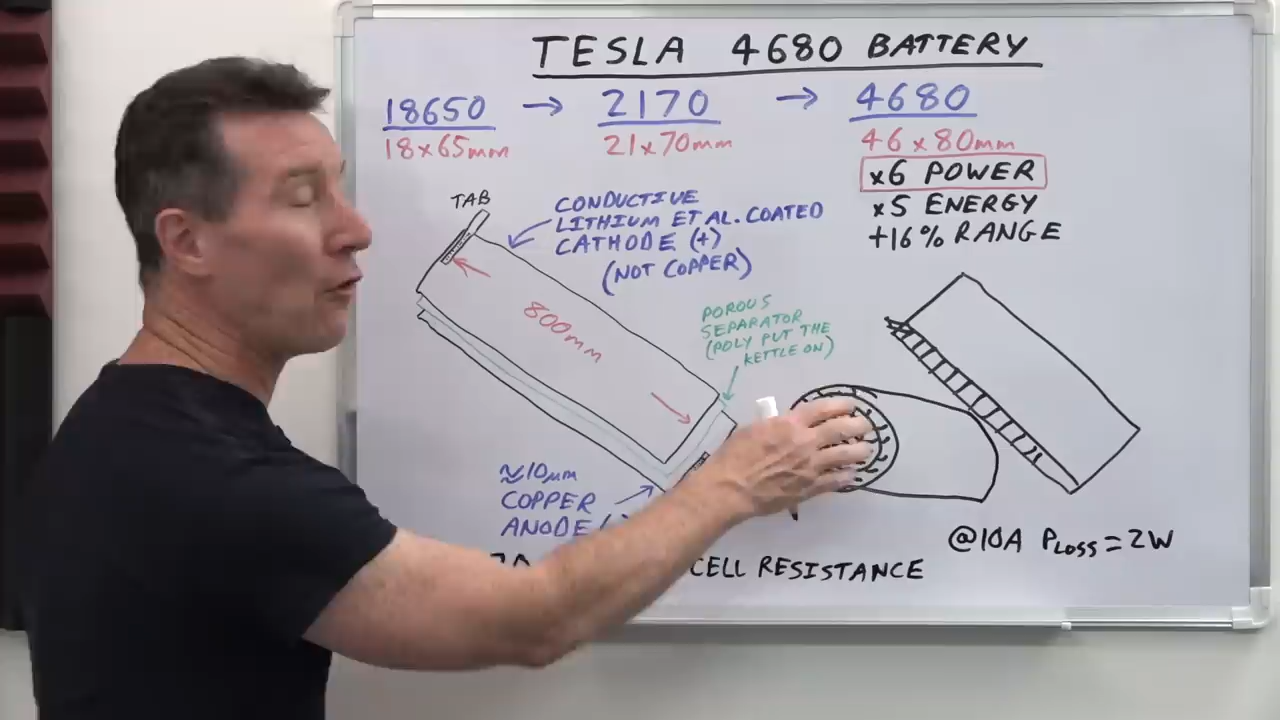 TESLA 4680 BATTERY
18650 → 2170 → 4680
18x65mm 21x70mm 46x80mm
x6 POWER
x5 ENERGY
+16% RANGE
TAB
CONDUCTIVE
LITHIUM ET AL. COATED
CATHODE (+)
(NOT COPPER)
800mm
POROUS
SEPARATOR
(POLY PUT THE
KETTLE ON)
≈10µm
COPPER
ANODE (
CELL RESISTANCE
@10A PLOSS = 2W